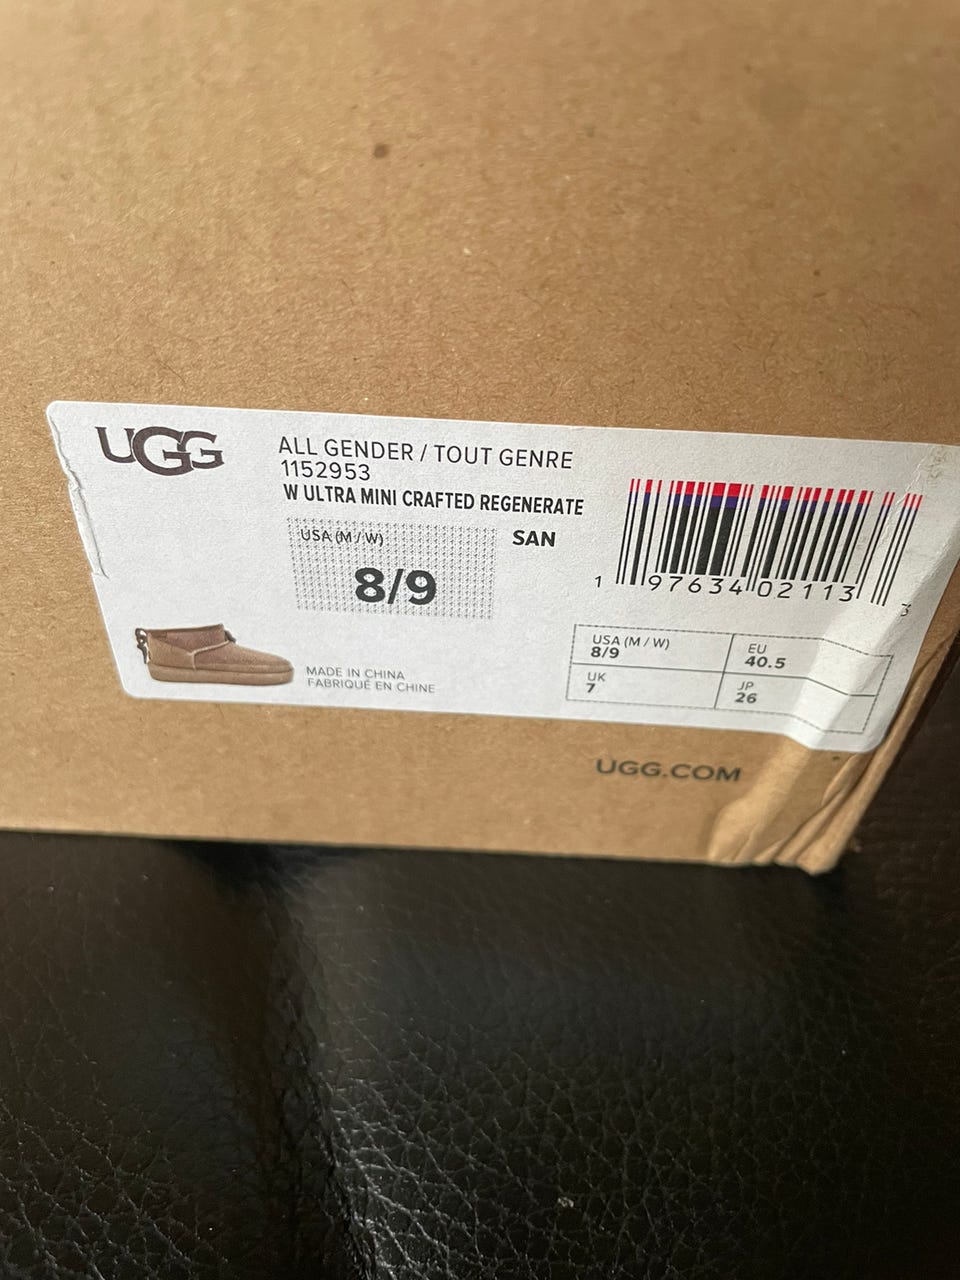 UGG
ALL GENDER / TOUT GENRE
1152953
W ULTRA MINI CRAFTED REGENERATE
SAN
USA (M / W)
8/9
MADE IN CHINA
FABRIQUÉ EN CHINE
1 97634 02113 3
USA (M / W)
8/9
EU
40.5
UK
7
JP
26
UGG.COM